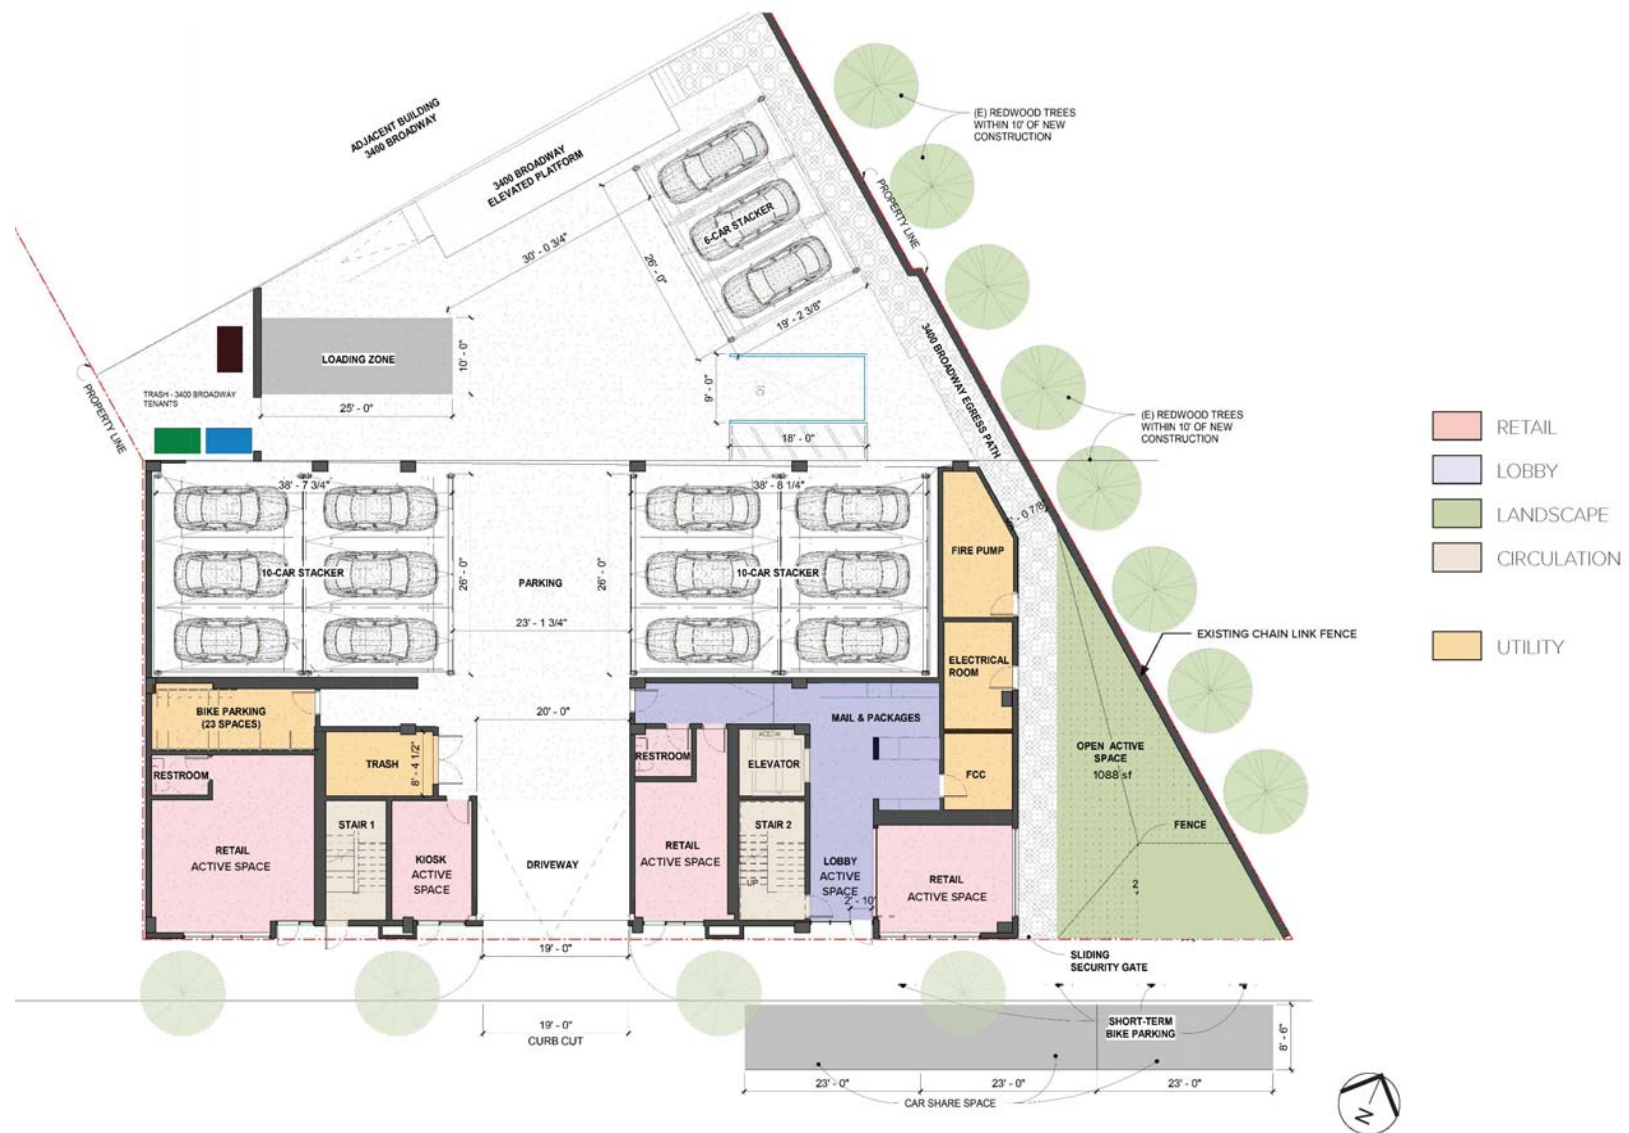 ADJACENT BUILDING
3400 BROADWAY
3400 BROADWAY
ELEVATED PLATFORM
(E) REDWOOD TREES
WITHIN 10' OF NEW
CONSTRUCTION
PROPERTY LINE
6-CAR STACKER
30' - 0 3/4"
26' - 0"
19' - 2 3/8"
LOADING ZONE
10' - 0"
25' - 0"
TRASH - 3400 BROADWAY
TENANTS
PROPERTY LINE
9' - 0"
18' - 0"
3400 BROADWAY EGRESS PATH
(E) REDWOOD TREES
WITHIN 10' OF NEW
CONSTRUCTION
RETAIL
LOBBY
LANDSCAPE
CIRCULATION
UTILITY
38' - 7 3/4"
38' - 8 1/4"
10-CAR STACKER
26' - 0"
PARKING
26' - 0"
10-CAR STACKER
23' - 1 3/4"
FIRE PUMP
EXISTING CHAIN LINK FENCE
ELECTRICAL
ROOM
BIKE PARKING
(23 SPACES)
20' - 0"
MAIL & PACKAGES
RESTROOM
TRASH
8' - 4 1/2"
RESTROOM
ELEVATOR
FCC
OPEN ACTIVE
SPACE
1088 sf
FENCE
STAIR 1
STAIR 2
UP
RETAIL
ACTIVE SPACE
KIOSK
ACTIVE
SPACE
DRIVEWAY
RETAIL
ACTIVE SPACE
LOBBY
ACTIVE
SPACE
2' - 10"
RETAIL
ACTIVE SPACE
2
19' - 0"
SLIDING
SECURITY GATE
19' - 0"
CURB CUT
SHORT-TERM
BIKE PARKING
8' - 6"
23' - 0"
23' - 0"
23' - 0"
CAR SHARE SPACE
N